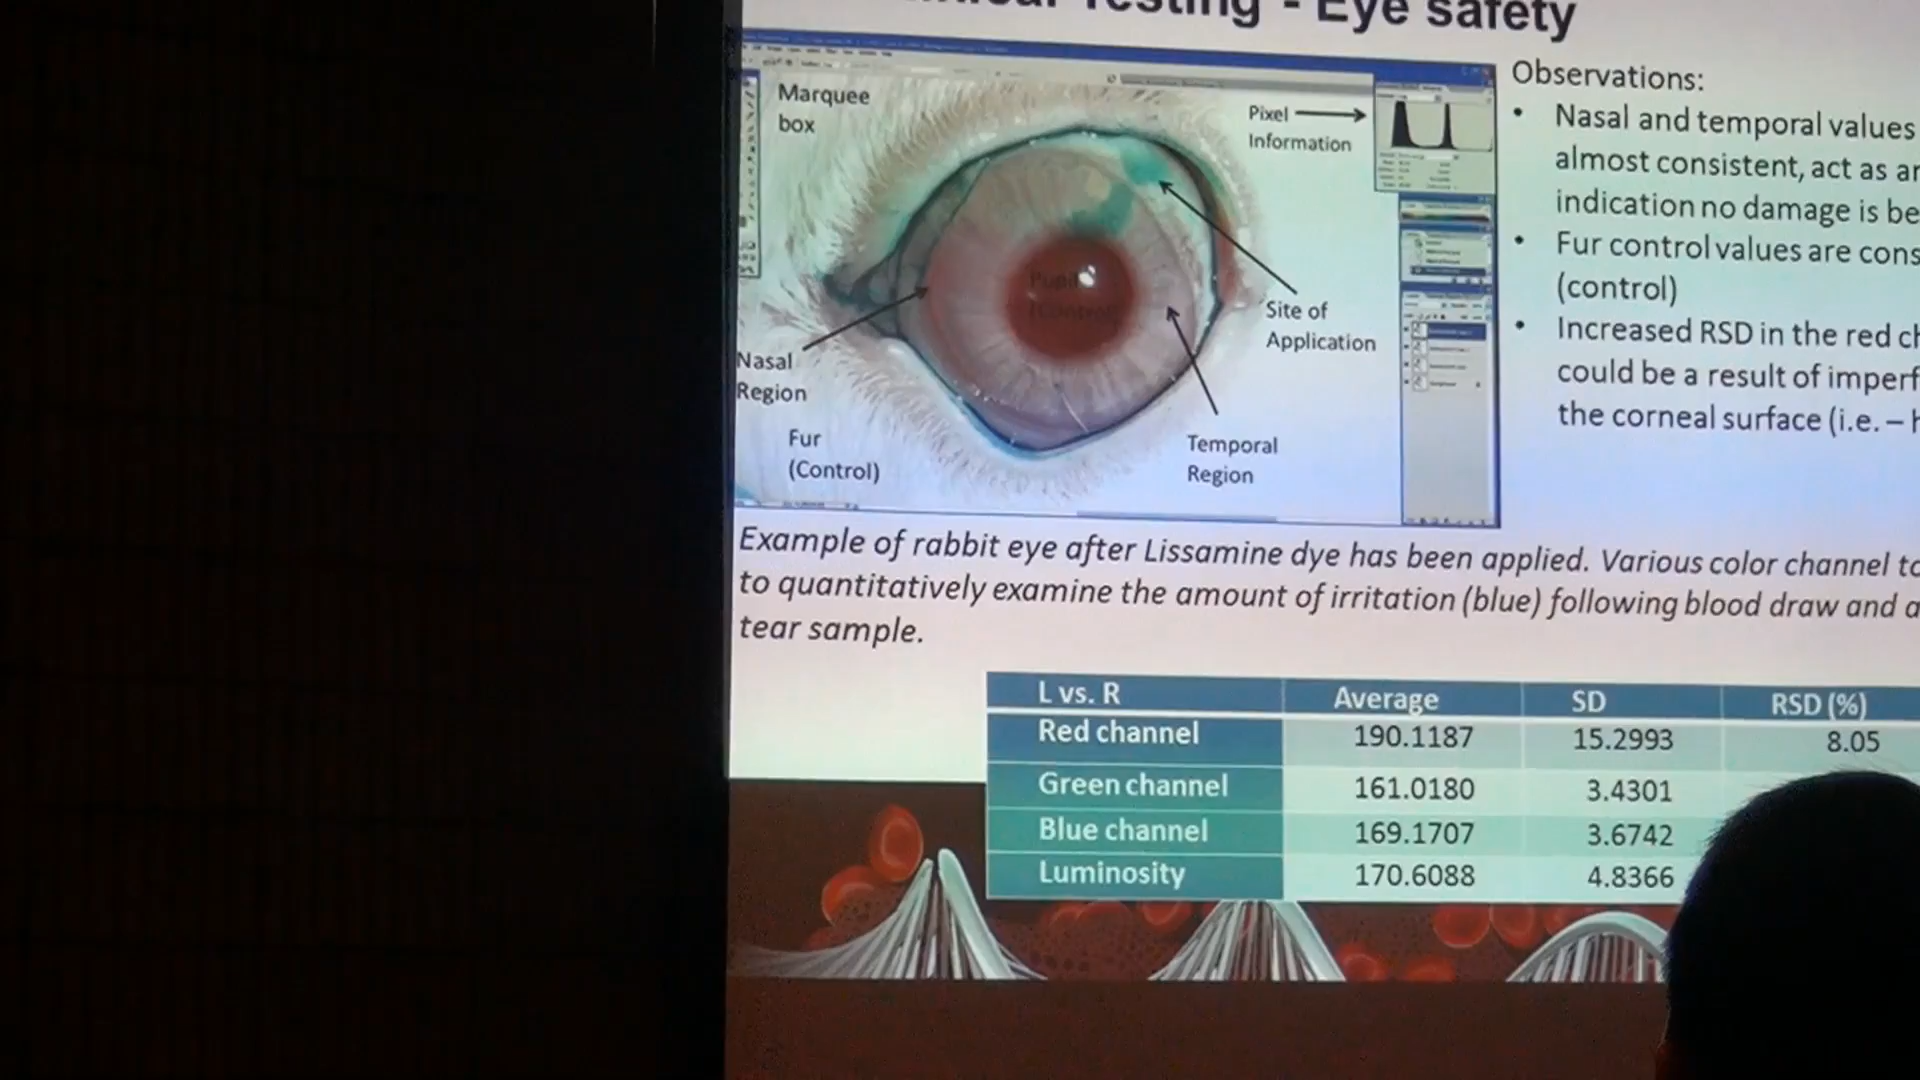 Testing - Eye safety
Marquee
box
Pixel
Information
Site of
Application
Nasal
Region
Fur
(Control)
Temporal
Region
Pupil
(Control)
Observations:
• Nasal and temporal values
almost consistent, act as
indication no damage is
• Fur control values are
(control)
• Increased RSD in the red
could be a result of
the corneal surface (i.e. –
Example of rabbit eye after Lissamine dye has been applied. Various color channel
to quantitatively examine the amount of irritation (blue) following blood draw and
tear sample.
L vs. R Average SD RSD (%)
Red channel 190.1187 15.2993 8.05
Green channel 161.0180 3.4301
Blue channel 169.1707 3.6742
Luminosity 170.6088 4.8366